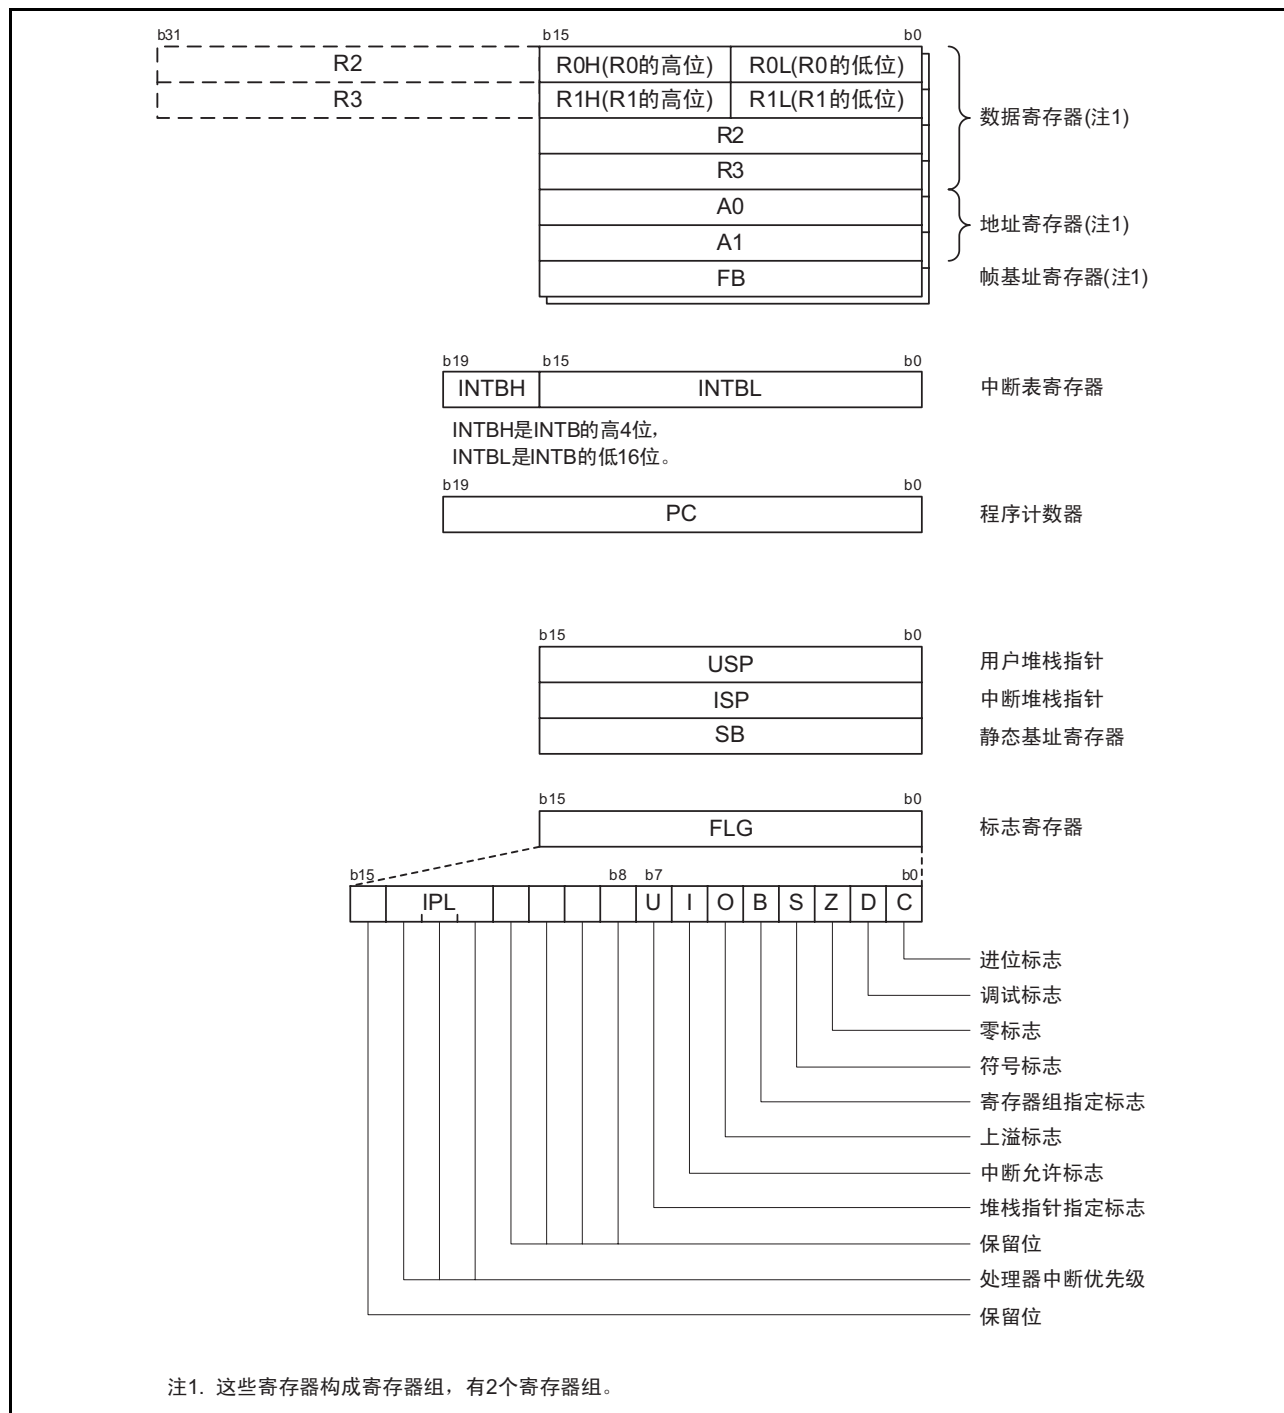 b31 b15 b0
R2 R0H(R0的高位) R0L(R0的低位)
R3 R1H(R1的高位) R1L(R1的低位)
数据寄存器(注1)
R2
R3
A0
地址寄存器(注1)
A1
FB 帧基址寄存器(注1)
b19 b15 b0
INTBH INTBL 中断表寄存器
INTBH是INTB的高4位，
INTBL是INTB的低16位。
b19 b0
PC 程序计数器
b15 b0
USP 用户堆栈指针
ISP 中断堆栈指针
SB 静态基址寄存器
b15 b0
FLG 标志寄存器
b15 b8 b7 b0
IPL U I O B S Z D C
进位标志
调试标志
零标志
符号标志
寄存器组指定标志
上溢标志
中断允许标志
堆栈指针指定标志
保留位
处理器中断优先级
保留位
注1. 这些寄存器构成寄存器组，有2个寄存器组。